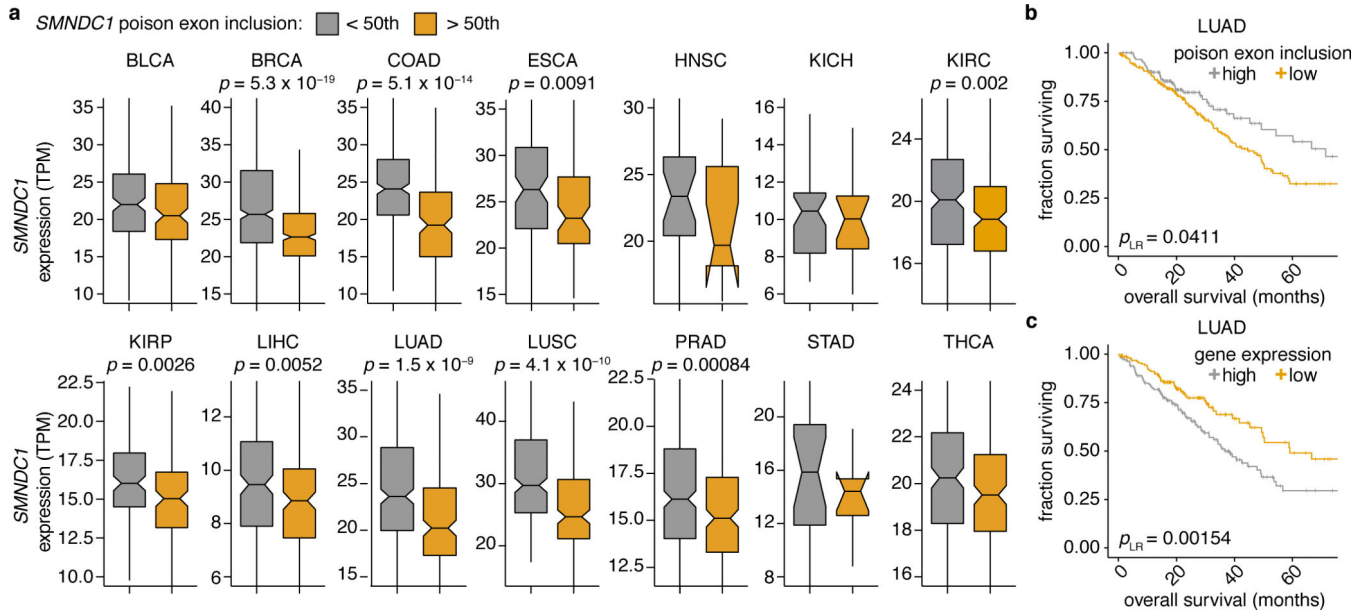 a
SMNDC1 poison exon inclusion: < 50th > 50th
BLCA BRCA COAD ESCA HNSC KICH KIRC
p = 5.3 x 10⁻¹⁹ p = 5.1 x 10⁻¹⁴ p = 0.0091 p = 0.002
SMNDC1
expression (TPM)
35 30 25 20 15 10
40 35 30 25 20 15
35 30 25 20 15 10
35 30 25 20 15
30 20
16 14 12 10 8 6
24 20 16
KIRP LIHC LUAD LUSC PRAD STAD THCA
p = 0.0026 p = 0.0052 p = 1.5 x 10⁻⁹ p = 4.1 x 10⁻¹⁰ p = 0.00084
SMNDC1
expression (TPM)
22.5 20.0 17.5 15.0 12.5 10.0
12 10 8 6
35 30 25 20 15
40 30 20
22.5 20.0 17.5 15.0 12.5
20 16 12 8
24 22 20 18 16
b
LUAD
poison exon inclusion
high low
fraction surviving
1.00
0.75
0.50
0.25
0.00
pLR = 0.0411
0 20 40 60
overall survival (months)
c
LUAD
gene expression
high low
fraction surviving
1.00
0.75
0.50
0.25
0.00
pLR = 0.00154
0 20 40 60
overall survival (months)